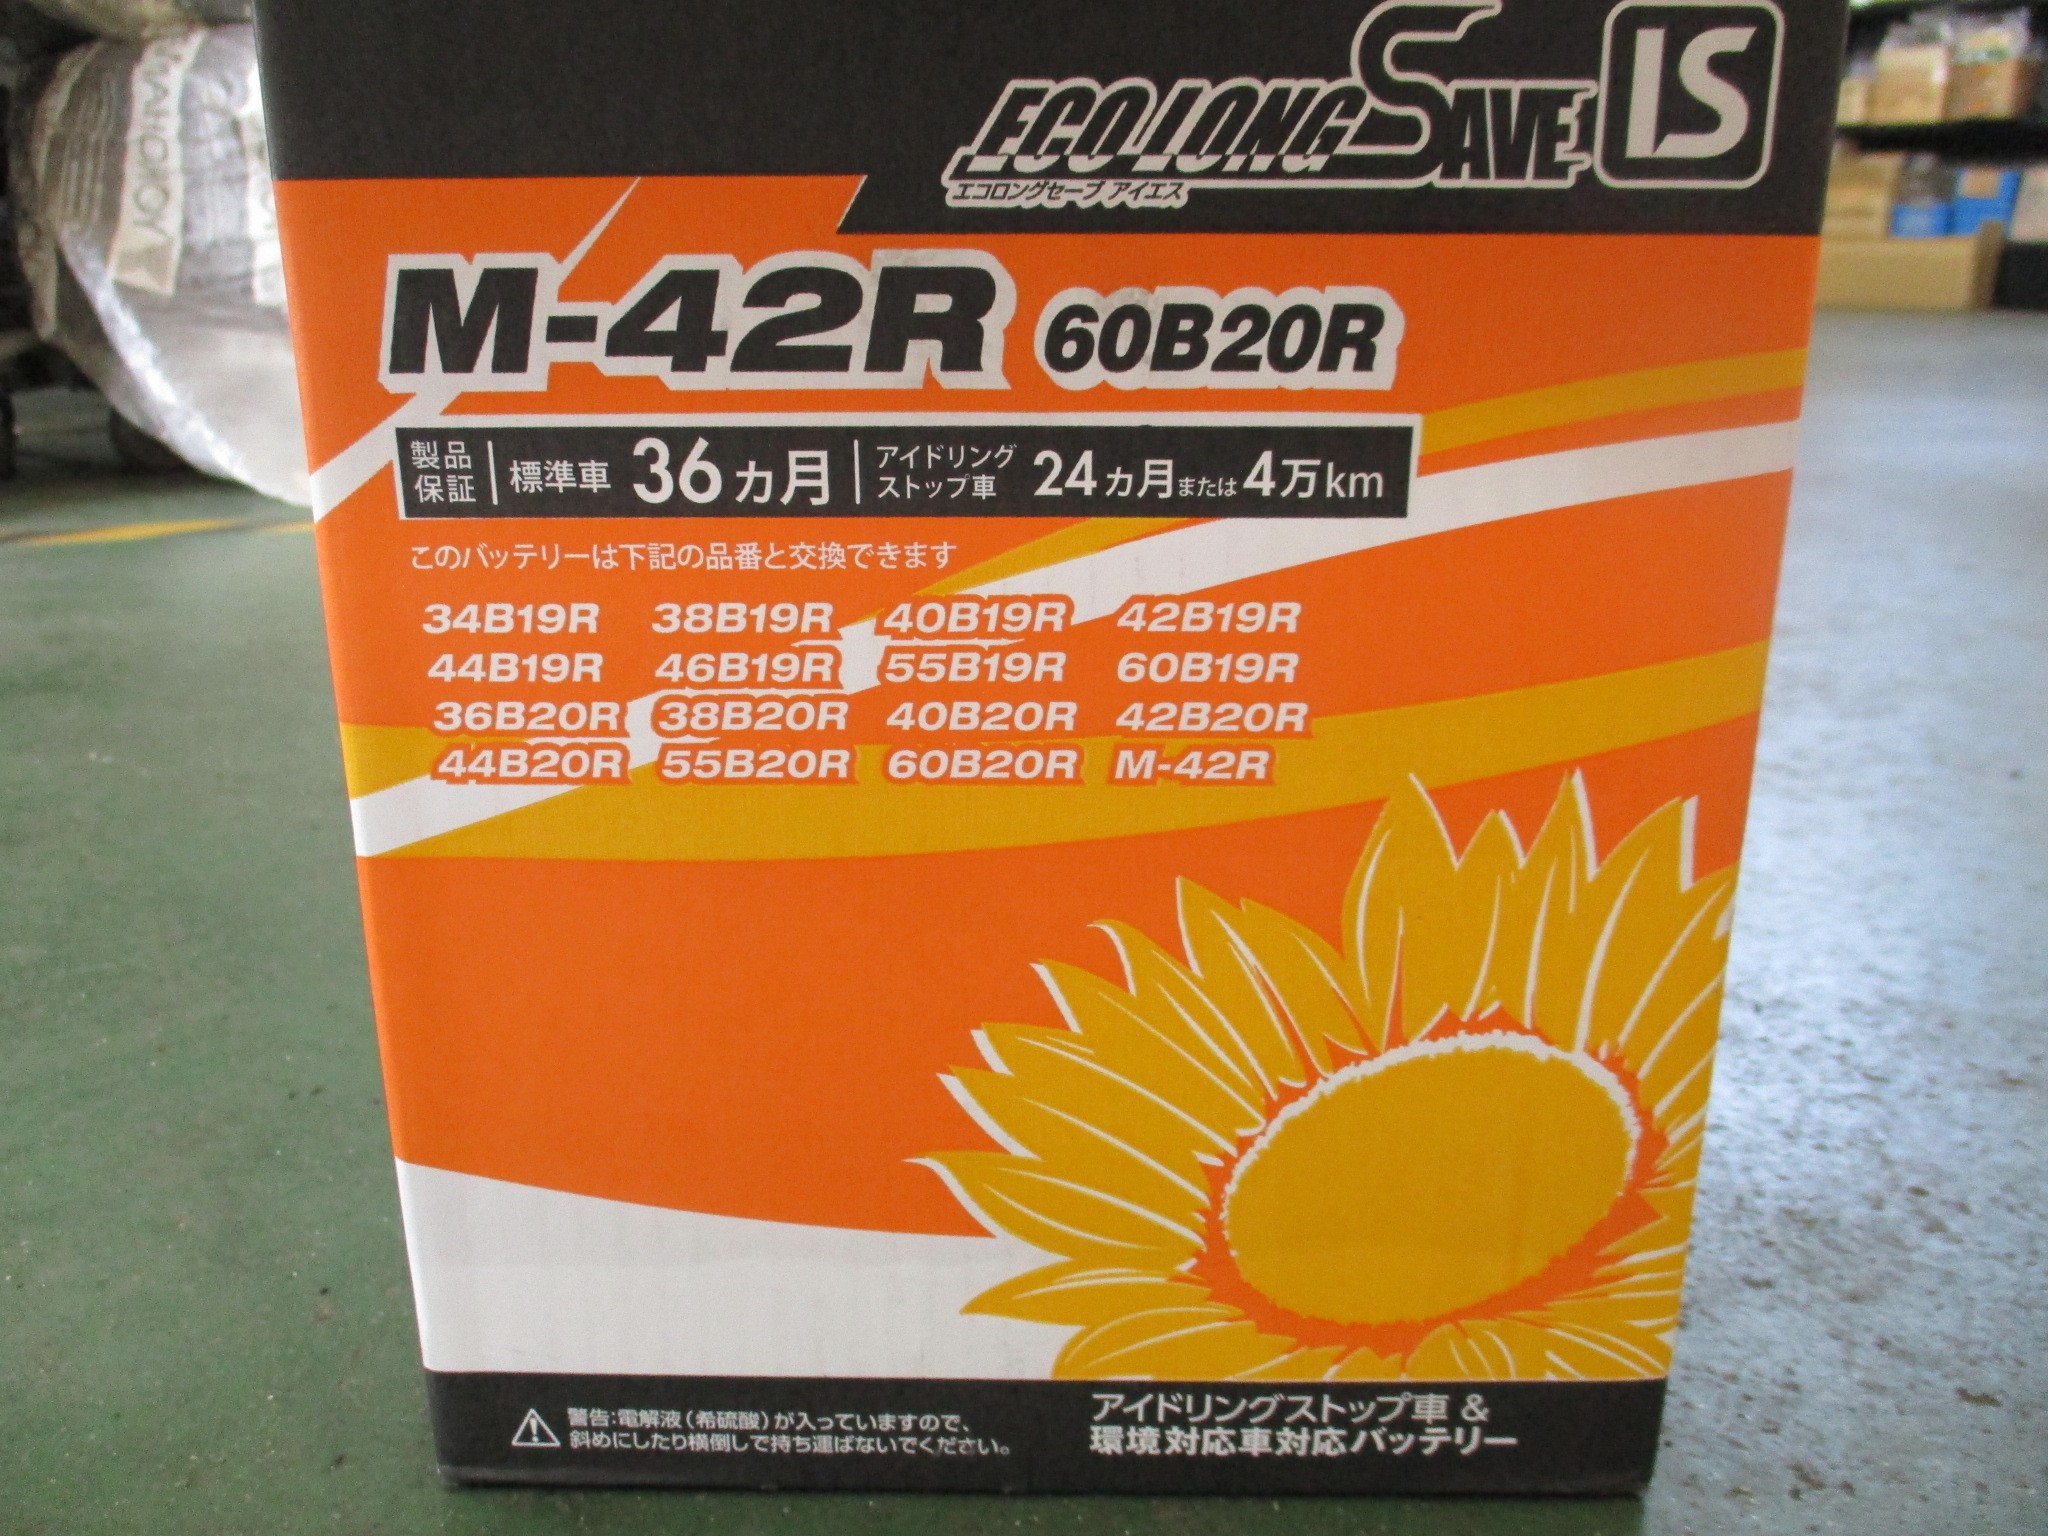 ECO LONG SAVE IS
エコロングセーブ アイエス
M-42R 60B20R
製品保証 標準車 36カ月 アイドリングストップ車 24カ月または4万km
このバッテリーは下記の品番と交換できます
34B19R 38B19R 40B19R 42B19R
44B19R 46B19R 55B19R 60B19R
36B20R 38B20R 40B20R 42B20R
44B20R 55B20R 60B20R M-42R
警告:電解液(希硫酸)が入っていますので、
斜めにしたり横倒しで持ち運ばないでください。
アイドリングストップ車 &
環境対応車対応バッテリー